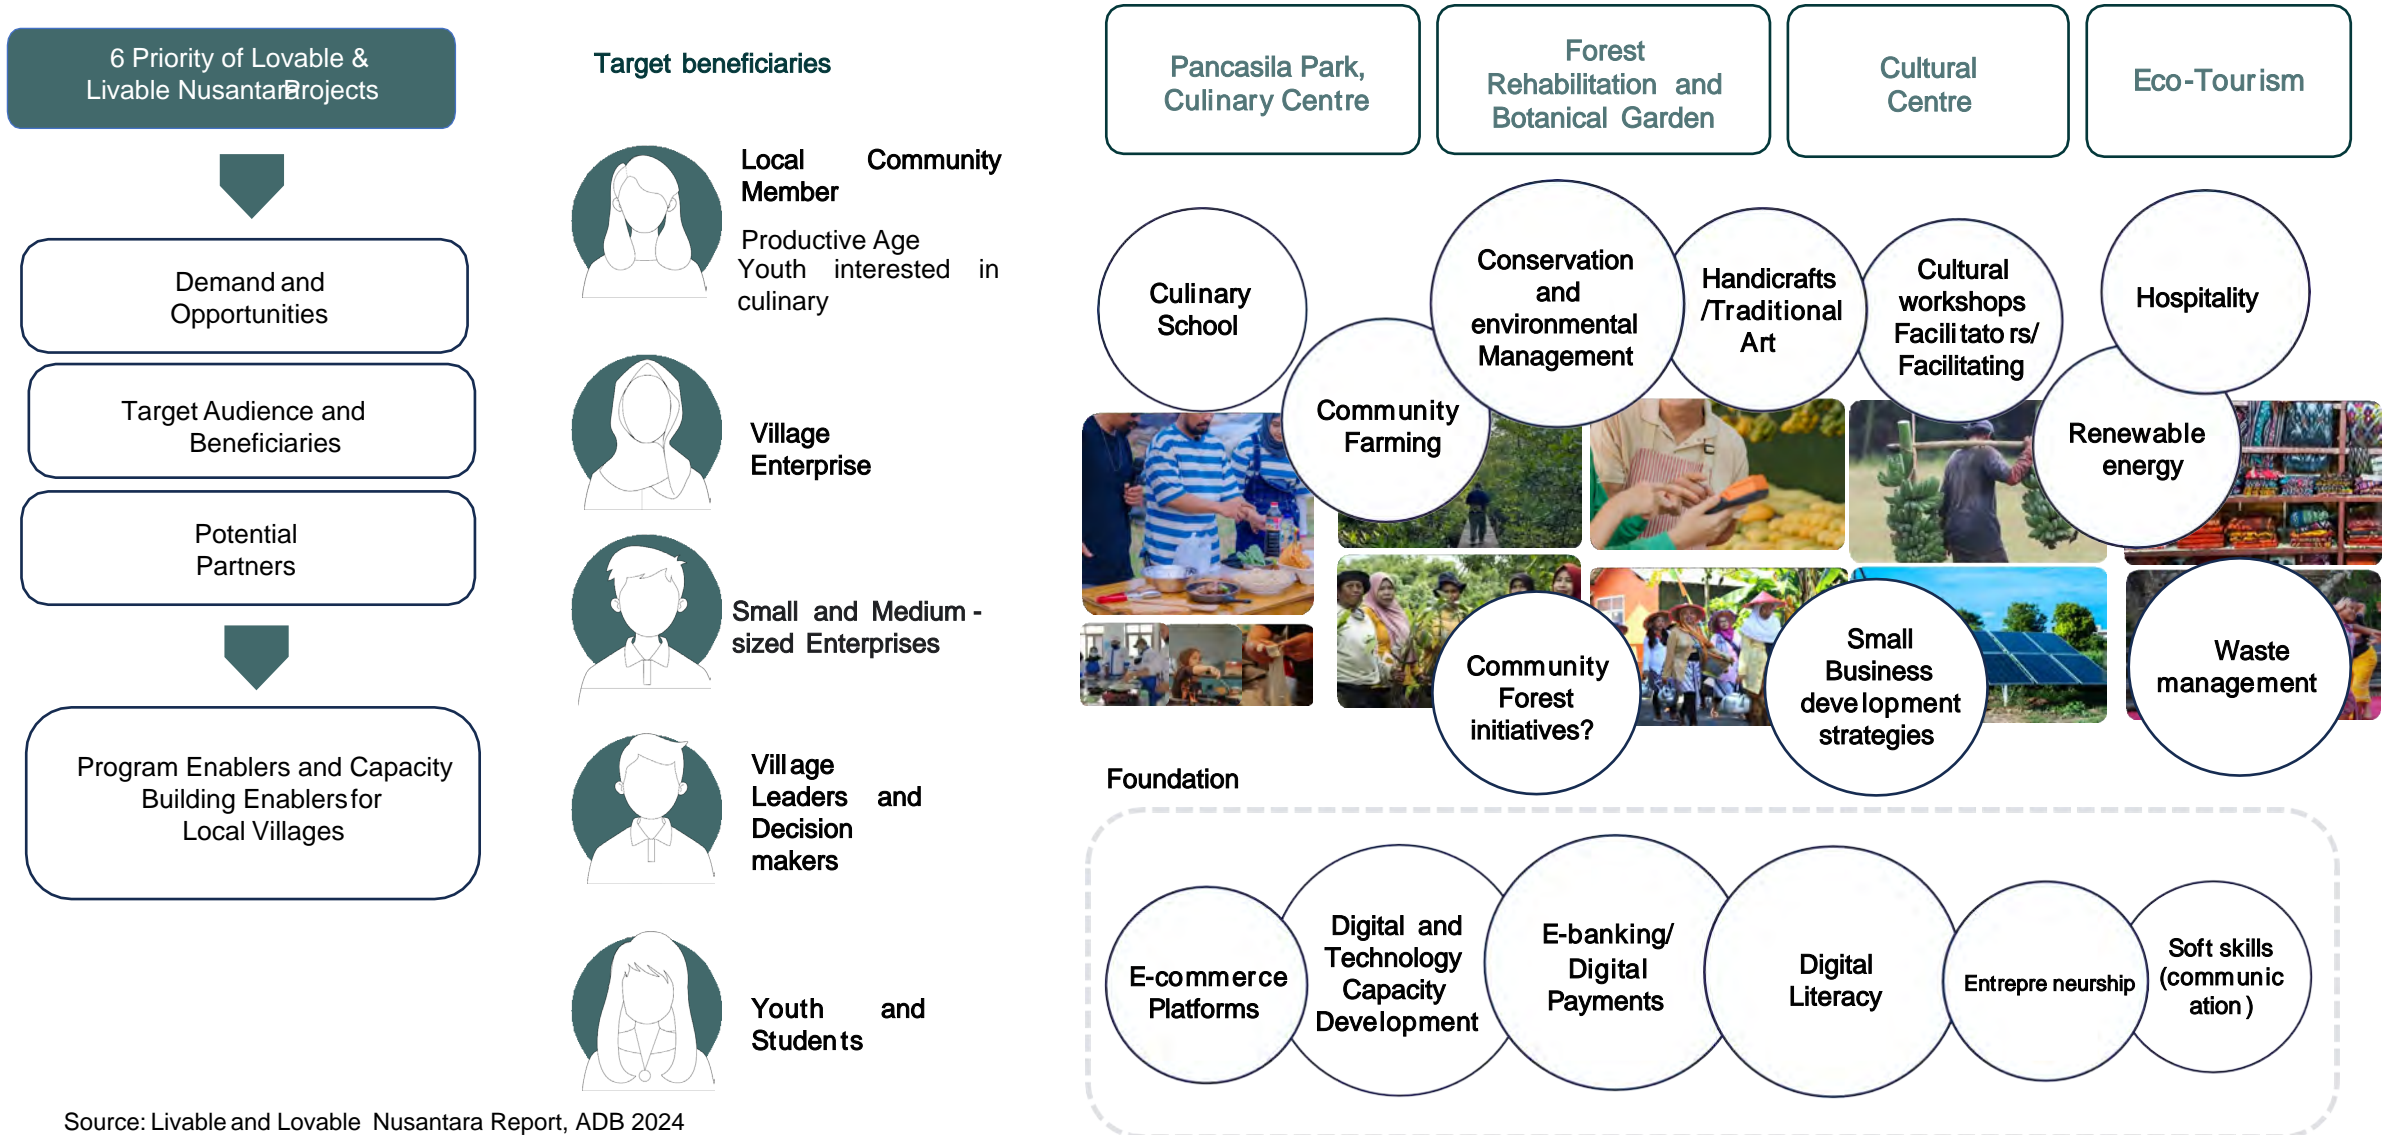 6 Priority of Lovable &
Livable Nusantara Projects
Demand and
Opportunities
Target Audience and
Beneficiaries
Potential
Partners
Program Enablers and Capacity
Building Enablers for
Local Villages
Target beneficiaries
Local Community
Member
Productive Age
Youth interested in
culinary
Village
Enterprise
Small and Medium -
sized Enterprises
Village
Leaders and
Decision
makers
Youth and
Students
Pancasila Park,
Culinary Centre
Forest
Rehabilitation and
Botanical Garden
Cultural
Centre
Eco-Tourism
Culinary
School
Community
Farming
Conservation
and
environmental
Management
Handicrafts
/Traditional
Art
Cultural
workshops
Facilitators/
Facilitating
Hospitality
Renewable
energy
Community
Forest
initiatives?
Small
Business
development
strategies
Waste
management
Foundation
E-commerce
Platforms
Digital and
Technology
Capacity
Development
E-banking/
Digital
Payments
Digital
Literacy
Entrepre neurship
Soft skills
(communic
ation)
Source: Livable and Lovable Nusantara Report, ADB 2024